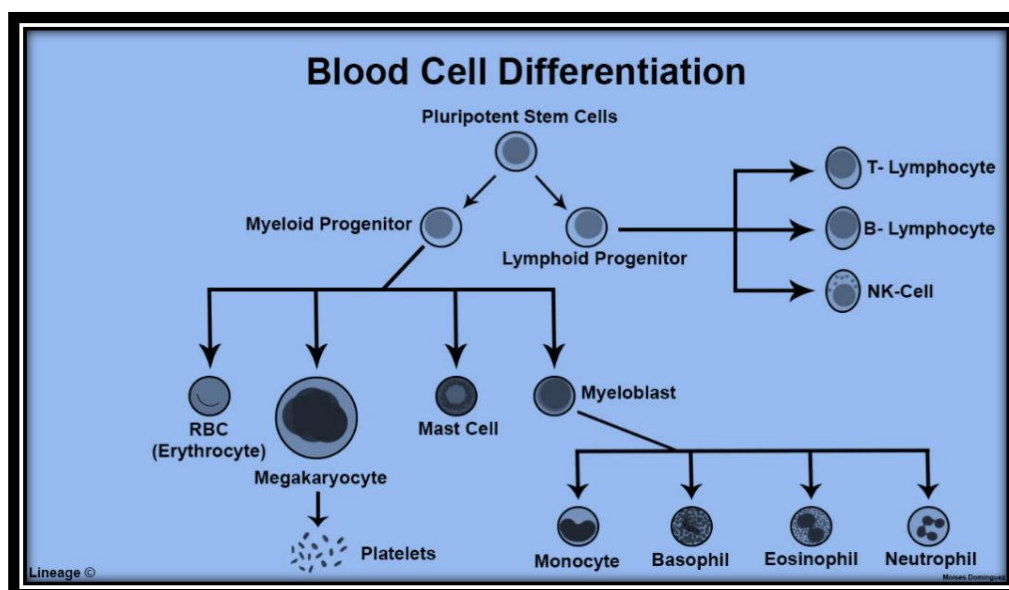 Blood Cell Differentiation
Pluripotent Stem Cells
T- Lymphocyte
Myeloid Progenitor
B- Lymphocyte
Lymphoid Progenitor
NK-Cell
Myeloblast
RBC
(Erythrocyte)
Mast Cell
Megakaryocyte
Platelets
Monocyte
Basophil
Eosinophil
Neutrophil
Lineage ©
Moises Dominguez